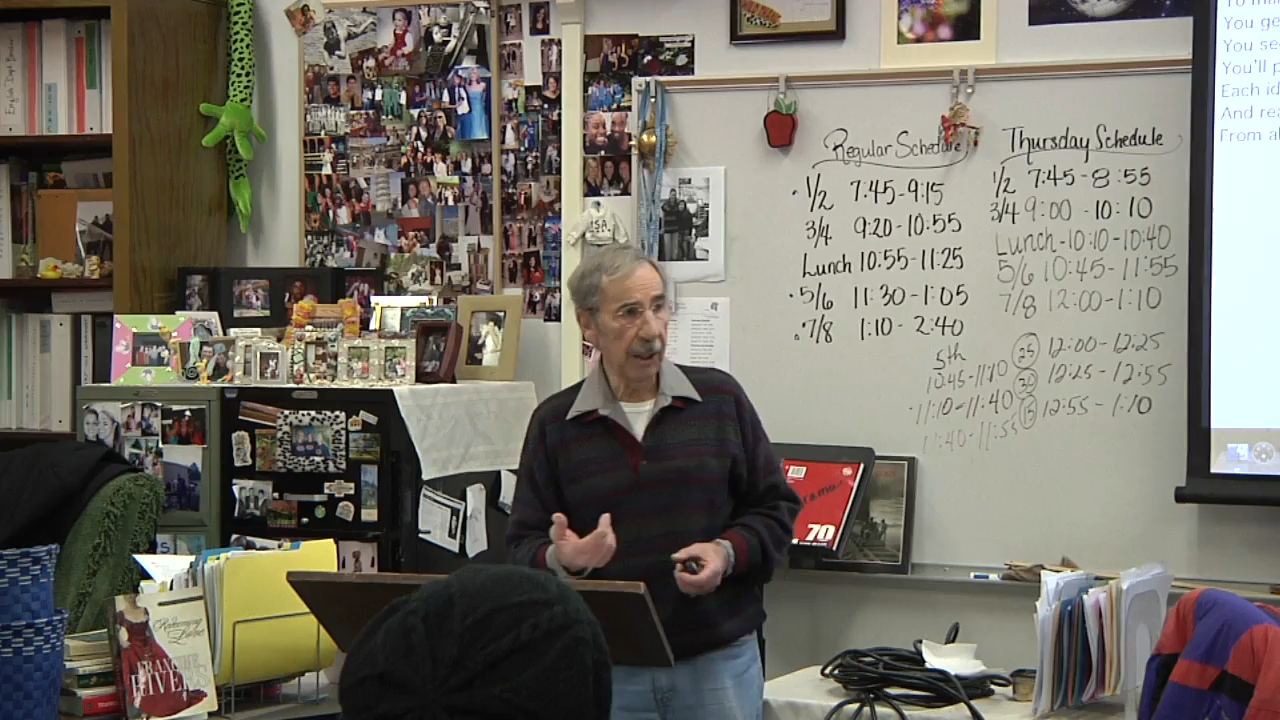 Regular Schedule
1/2 7:45-9:15
3/4 9:20-10:55
Lunch 10:55-11:25
5/6 11:30-1:05
7/8 1:10-2:40
Thursday Schedule
1/2 7:45-8:55
3/4 9:00-10:10
Lunch-10:10-10:40
5/6 10:45-11:55
7/8 12:00-1:10
5th
10:45-11:10 25 12:00-12:25
11:10-11:40 30 12:25-12:55
11:40-11:55 15 12:55-1:10
You ge
You se
You'll p
Each id
And rea
From a
ISA
70
Redeeming Love
FRANCINE
RIVERS